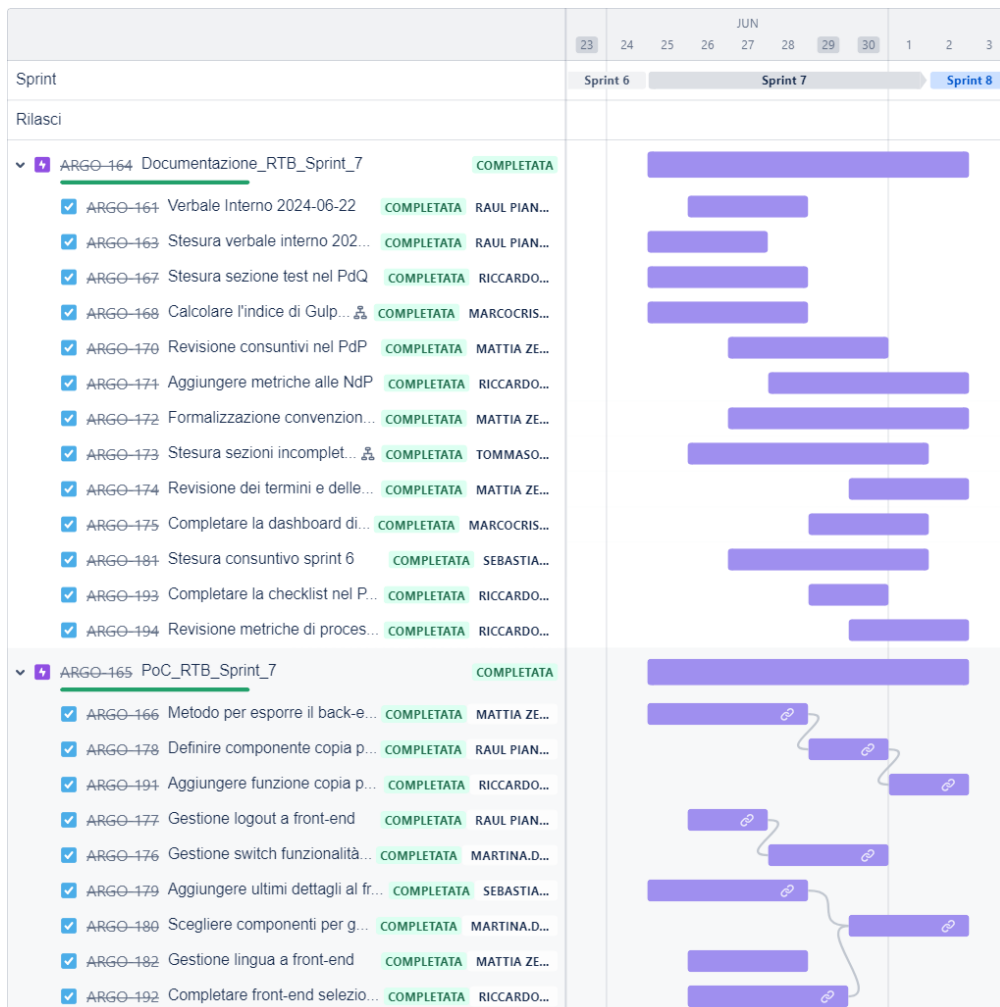 JUN
23 24 25 26 27 28 29 30 1 2 3
Sprint Sprint 6 Sprint 7 Sprint 8
Rilasci
ARGO-164 Documentazione_RTB_Sprint_7 COMPLETATA
ARGO-161 Verbale Interno 2024-06-22 COMPLETATA RAUL PIAN...
ARGO-163 Stesura verbale interno 202... COMPLETATA RAUL PIAN...
ARGO-167 Stesura sezione test nel PdQ COMPLETATA RICCARDO...
ARGO-168 Calcolare l'indice di Gulp... COMPLETATA MARCOCRIS...
ARGO-170 Revisione consuntivi nel PdP COMPLETATA MATTIA ZE...
ARGO-171 Aggiungere metriche alle NdP COMPLETATA RICCARDO...
ARGO-172 Formalizzazione convenzion... COMPLETATA MATTIA ZE...
ARGO-173 Stesura sezioni incomplet... COMPLETATA TOMMASO...
ARGO-174 Revisione dei termini e delle... COMPLETATA MATTIA ZE...
ARGO-175 Completare la dashboard di... COMPLETATA MARCOCRIS...
ARGO-181 Stesura consuntivo sprint 6 COMPLETATA SEBASTIA...
ARGO-193 Completare la checklist nel P... COMPLETATA RICCARDO...
ARGO-194 Revisione metriche di proces... COMPLETATA RICCARDO...
ARGO-165 PoC_RTB_Sprint_7 COMPLETATA
ARGO-166 Metodo per esporre il back-e... COMPLETATA MATTIA ZE...
ARGO-178 Definire componente copia p... COMPLETATA RAUL PIAN...
ARGO-191 Aggiungere funzione copia p... COMPLETATA RICCARDO...
ARGO-177 Gestione logout a front-end COMPLETATA RAUL PIAN...
ARGO-176 Gestione switch funzionalità... COMPLETATA MARTINA.D...
ARGO-179 Aggiungere ultimi dettagli al fr... COMPLETATA SEBASTIA...
ARGO-180 Scegliere componenti per g... COMPLETATA MARTINA.D...
ARGO-182 Gestione lingua a front-end COMPLETATA MATTIA ZE...
ARGO-192 Completare front-end selezio... COMPLETATA RICCARDO...